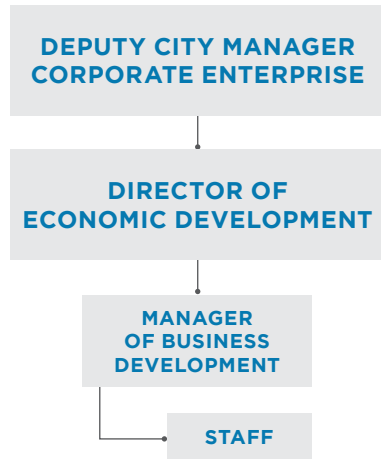 DEPUTY CITY MANAGER
CORPORATE ENTERPRISE
DIRECTOR OF
ECONOMIC DEVELOPMENT
MANAGER
OF BUSINESS
DEVELOPMENT
STAFF